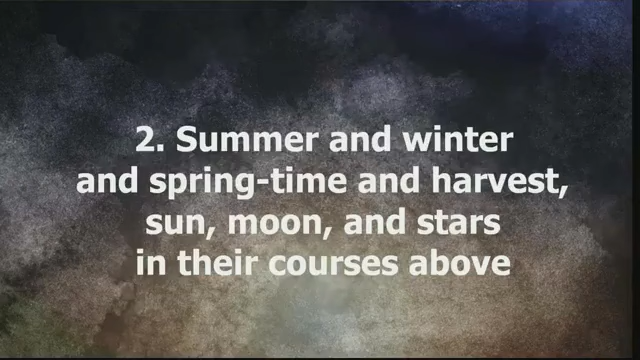 2. Summer and winter
and spring-time and harvest,
sun, moon, and stars
in their courses above